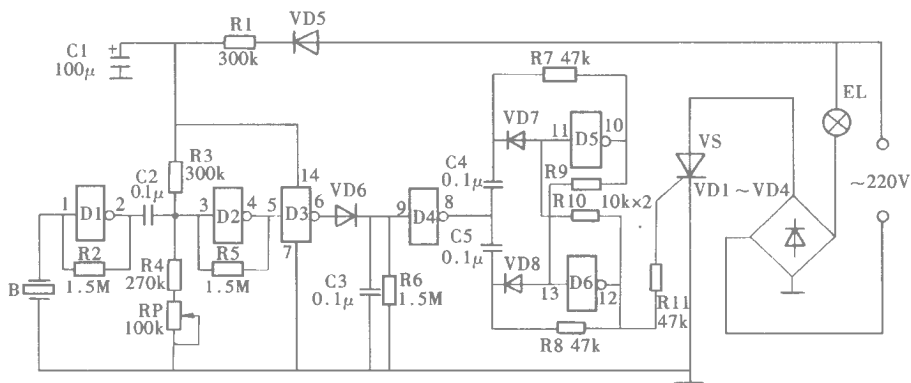 VD5
R1
300k
C1
100μ
+
R7 47k
EL
VD7
11
D5
10
VS
C4
0.1μ
R9
R3
300k
14
C2
0.1μ
VD1～VD4
～220V
VD6
R10
10k×2
1
D1
2
3
D2
4
5
D3
6
9
D4
8
C5
0.1μ
7
R2
1.5M
R4
270k
R5
1.5M
VD8
13
D6
12
B
C3
0.1μ
R6
1.5M
R11
47k
RP
100k
R8 47k